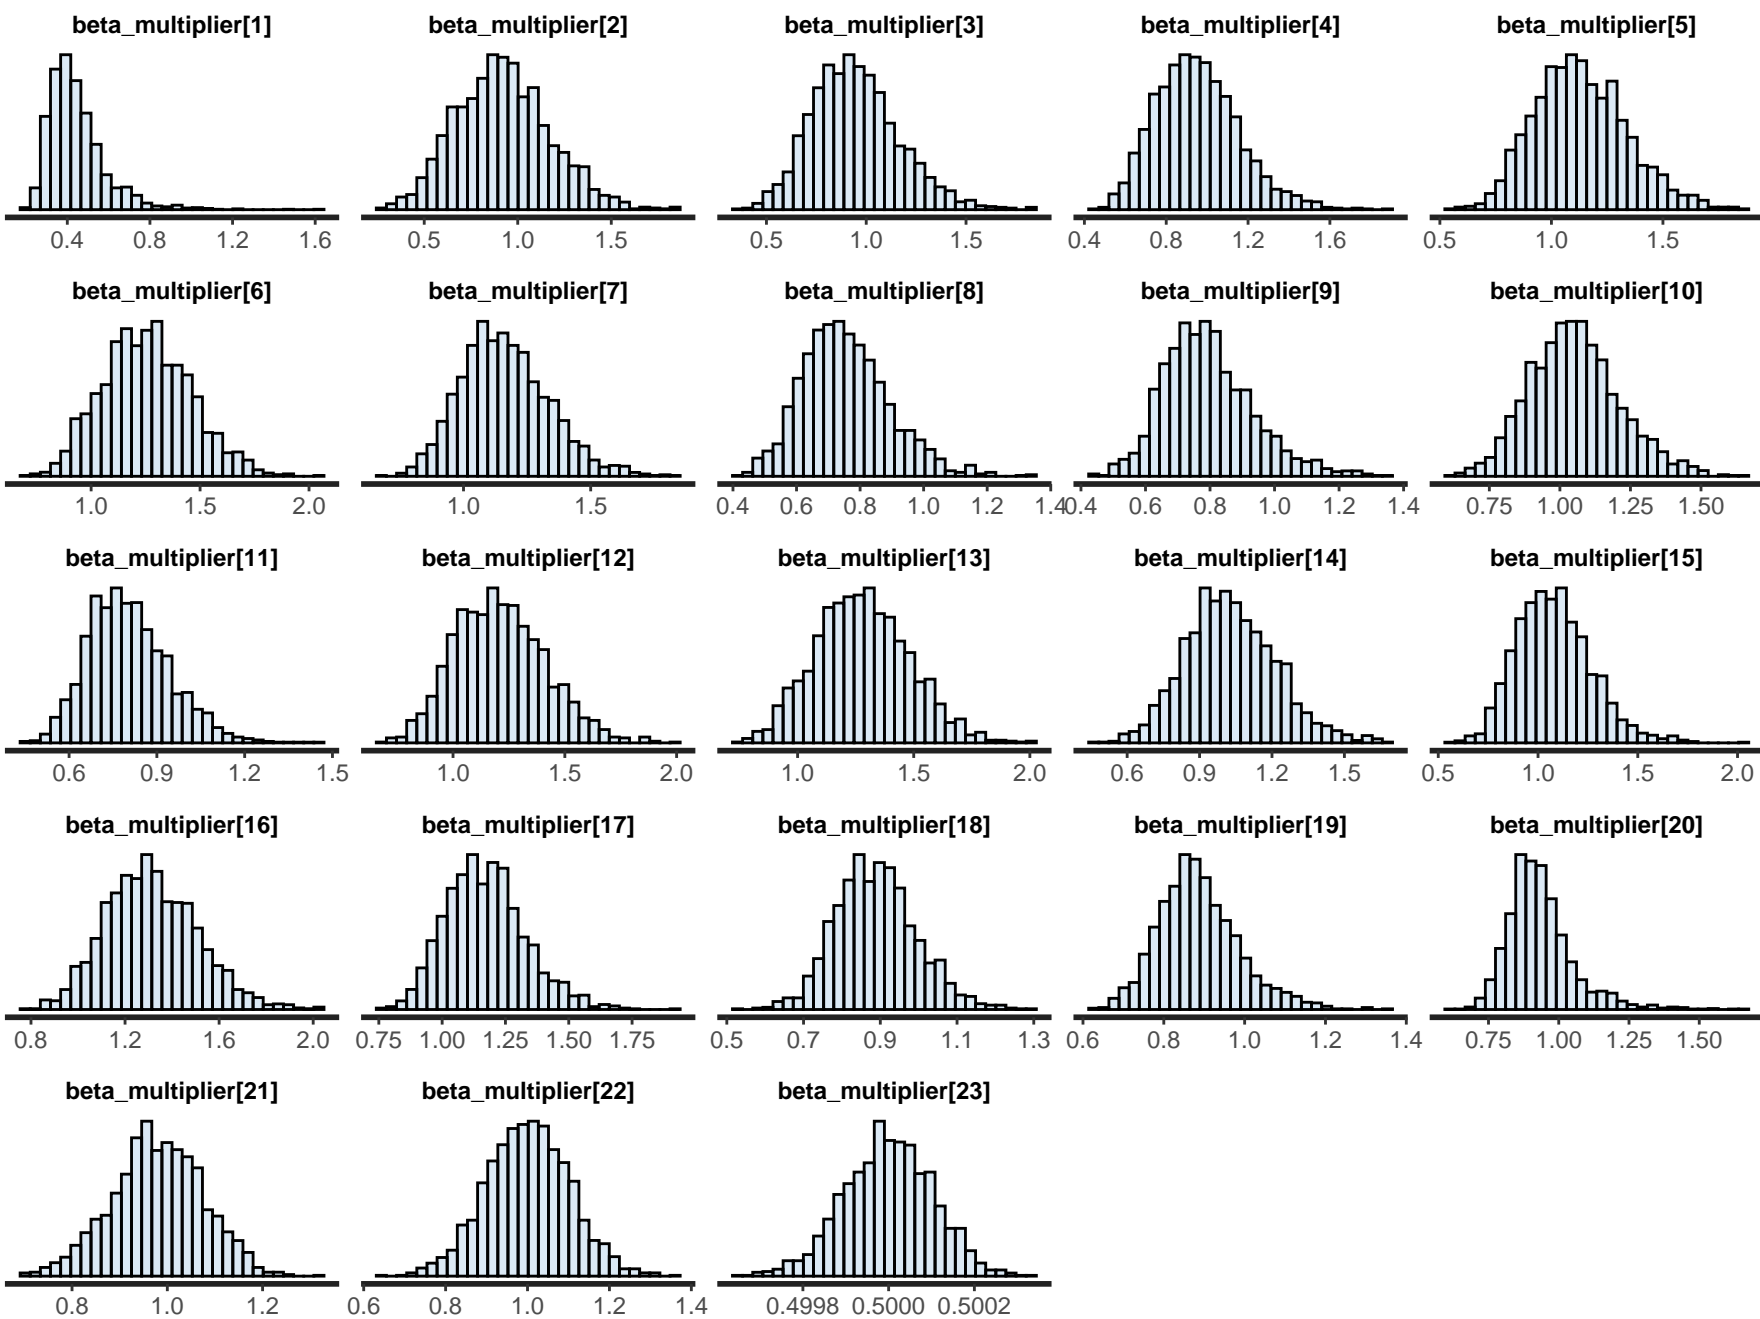 beta_multiplier[1] beta_multiplier[2] beta_multiplier[3] beta_multiplier[4] beta_multiplier[5]
0.4 0.8 1.2 1.6 0.5 1.0 1.5 0.5 1.0 1.5 0.4 0.8 1.2 1.6 0.5 1.0 1.5
beta_multiplier[6] beta_multiplier[7] beta_multiplier[8] beta_multiplier[9] beta_multiplier[10]
1.0 1.5 2.0 1.0 1.5 0.4 0.6 0.8 1.0 1.2 1.4 0.4 0.6 0.8 1.0 1.2 1.4 0.75 1.00 1.25 1.50
beta_multiplier[11] beta_multiplier[12] beta_multiplier[13] beta_multiplier[14] beta_multiplier[15]
0.6 0.9 1.2 1.5 1.0 1.5 2.0 1.0 1.5 2.0 0.6 0.9 1.2 1.5 0.5 1.0 1.5 2.0
beta_multiplier[16] beta_multiplier[17] beta_multiplier[18] beta_multiplier[19] beta_multiplier[20]
0.8 1.2 1.6 2.0 0.75 1.00 1.25 1.50 1.75 0.5 0.7 0.9 1.1 1.3 0.6 0.8 1.0 1.2 1.4 0.75 1.00 1.25 1.50
beta_multiplier[21] beta_multiplier[22] beta_multiplier[23]
0.8 1.0 1.2 0.6 0.8 1.0 1.2 1.4 0.4998 0.5000 0.5002